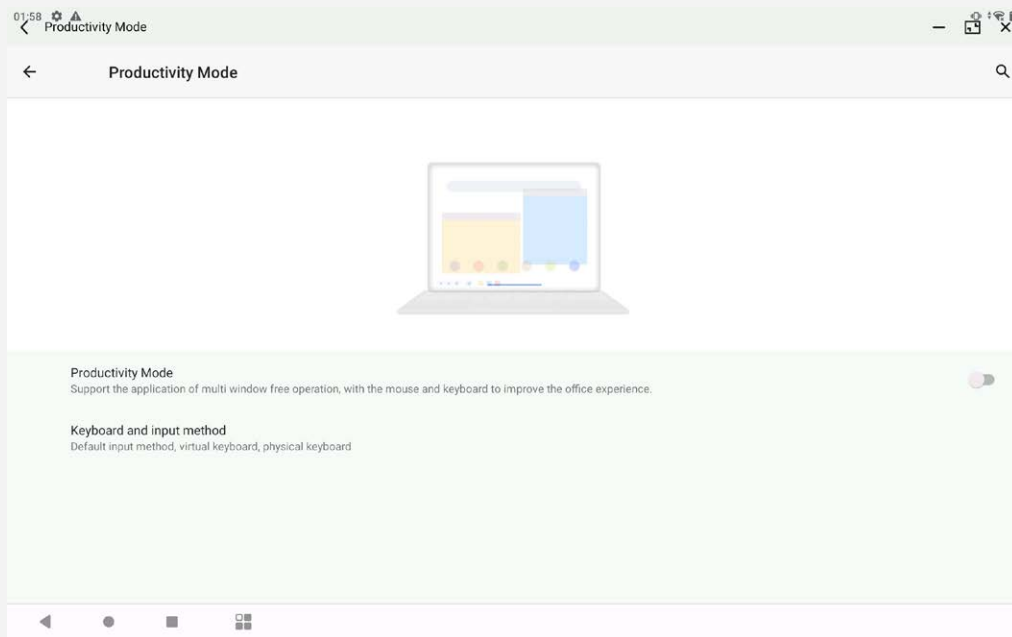 01:58
Productivity Mode
Productivity Mode
Productivity Mode
Support the application of multi window free operation, with the mouse and keyboard to improve the office experience.
Keyboard and input method
Default input method, virtual keyboard, physical keyboard